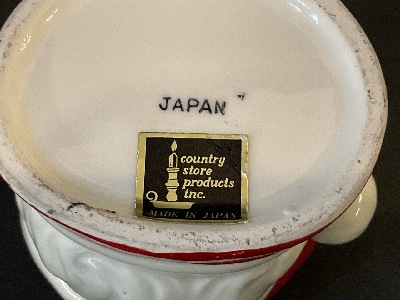 JAPAN
country
store
products
inc.
MADE IN JAPAN